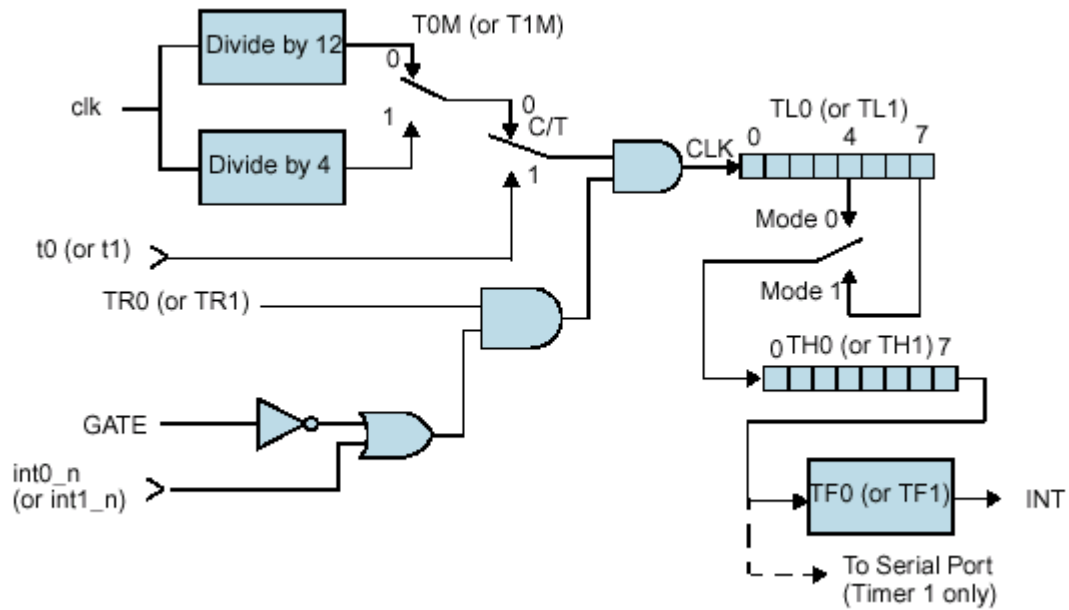 T0M (or T1M)
Divide by 12
0
clk
1
0
C/T
TL0 (or TL1)
0
4
7
Divide by 4
1
CLK
Mode 0
t0 (or t1)
TR0 (or TR1)
Mode 1
0
TH0 (or TH1)
7
GATE
int0_n
(or int1_n)
TF0 (or TF1)
INT
To Serial Port
(Timer 1 only)